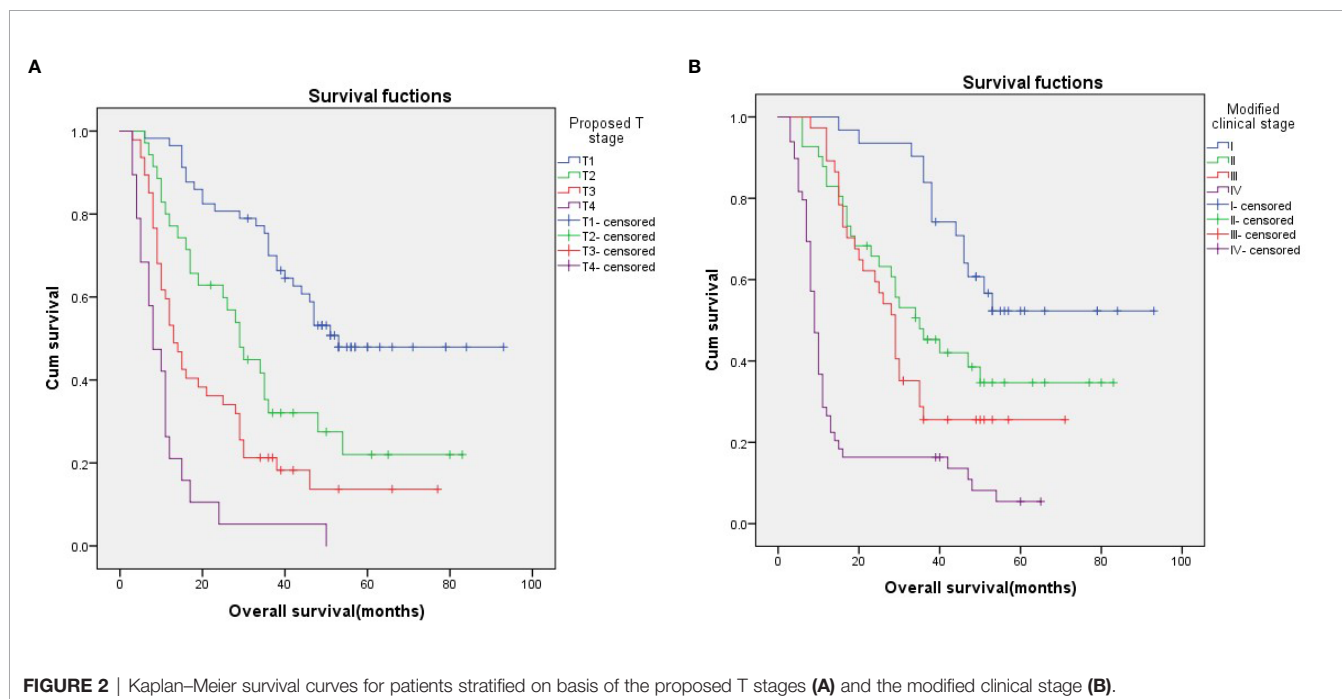 A
Survival fuctions
Cum survival
1.0
0.8
0.6
0.4
0.2
0.0
0 20 40 60 80 100
Overall survival(months)
Proposed T
stage
T1
T2
T3
T4
T1- censored
T2- censored
T3- censored
T4- censored
B
Survival fuctions
Cum survival
1.0
0.8
0.6
0.4
0.2
0.0
0 20 40 60 80 100
Overall survival(months)
Modified
clinical stage
I
II
III
IV
I- censored
II- censored
III- censored
IV- censored
FIGURE 2 | Kaplan–Meier survival curves for patients stratified on basis of the proposed T stages (A) and the modified clinical stage (B).